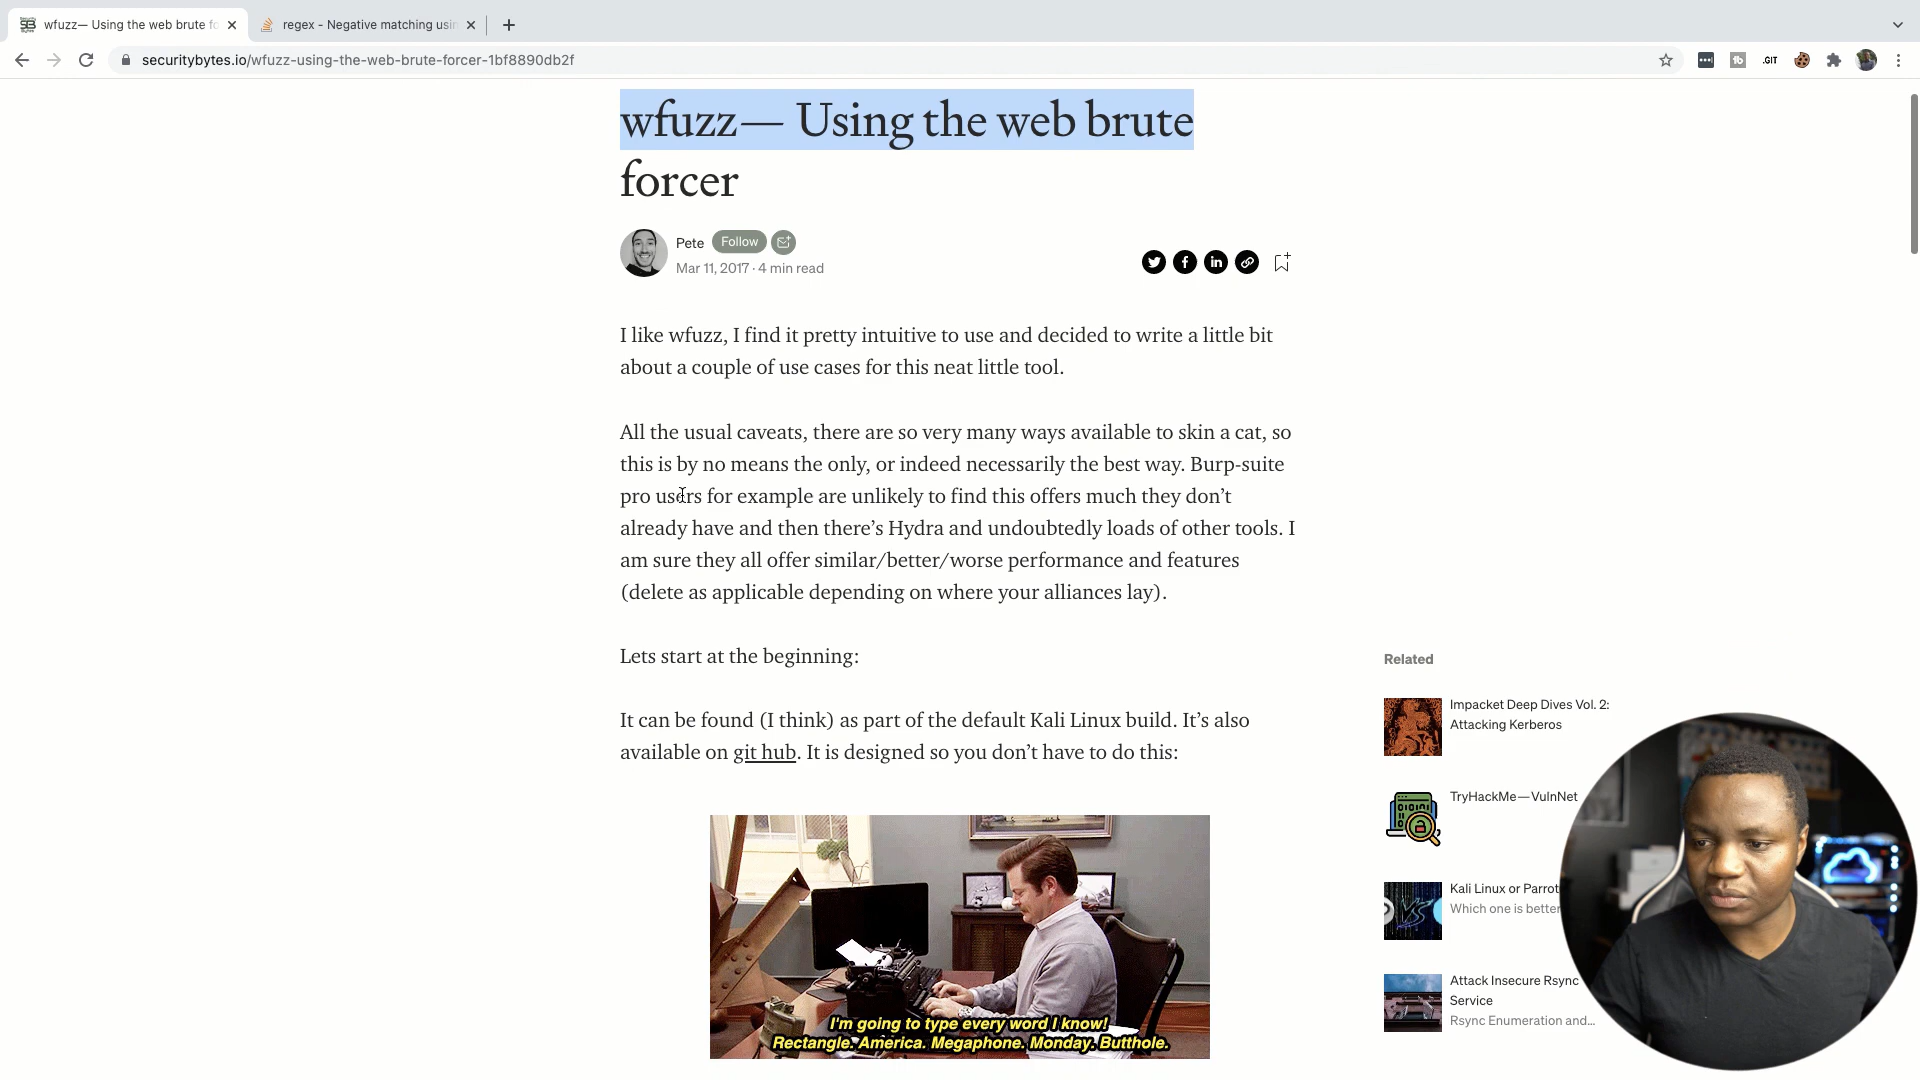 wfuzz— Using the web brute fo
regex - Negative matching usin
securitybytes.io/wfuzz-using-the-web-brute-forcer-1bf8890db2f
.GIT
wfuzz— Using the web brute
forcer
Pete Follow
Mar 11, 2017 · 4 min read
I like wfuzz, I find it pretty intuitive to use and decided to write a little bit
about a couple of use cases for this neat little tool.
All the usual caveats, there are so very many ways available to skin a cat, so
this is by no means the only, or indeed necessarily the best way. Burp-suite
pro users for example are unlikely to find this offers much they don’t
already have and then there’s Hydra and undoubtedly loads of other tools. I
am sure they all offer similar/better/worse performance and features
(delete as applicable depending on where your alliances lay).
Lets start at the beginning:
It can be found (I think) as part of the default Kali Linux build. It’s also
available on git hub. It is designed so you don’t have to do this:
I'm going to type every word I know!
Rectangle. America. Megaphone. Monday. Butthole.
Related
Impacket Deep Dives Vol. 2:
Attacking Kerberos
TryHackMe—VulnNet
Kali Linux or Parrot
Which one is better
Attack Insecure Rsync
Service
Rsync Enumeration and…